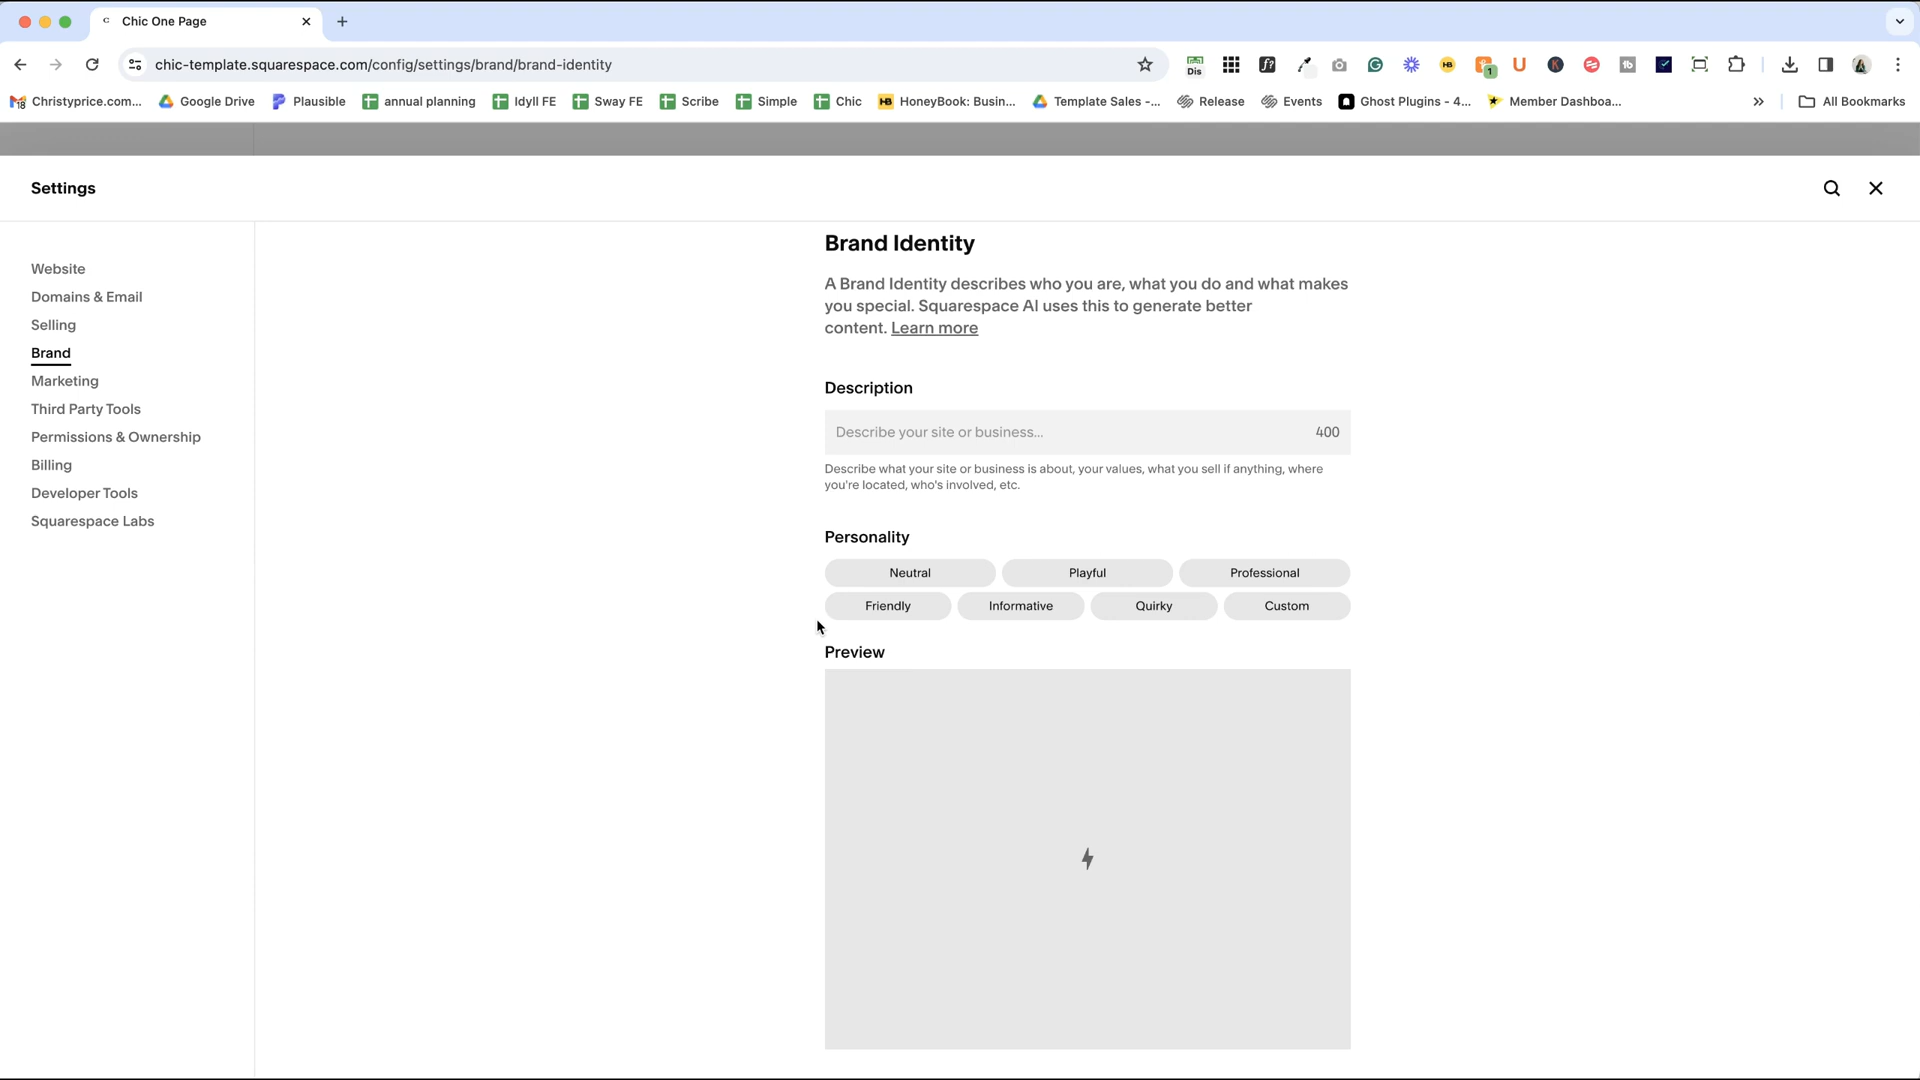 C Chic One Page
chic-template.squarespace.com/config/settings/brand/brand-identity
Dis
f?
HB
1
U
K
tb
18 Christyprice.com... Google Drive Plausible annual planning Idyll FE Sway FE Scribe Simple Chic HB HoneyBook: Busin... Template Sales -... Release Events Ghost Plugins - 4... Member Dashboa... » All Bookmarks
Settings
Website
Domains & Email
Selling
Brand
Marketing
Third Party Tools
Permissions & Ownership
Billing
Developer Tools
Squarespace Labs
Brand Identity
A Brand Identity describes who you are, what you do and what makes
you special. Squarespace AI uses this to generate better
content. Learn more
Description
Describe your site or business... 400
Describe what your site or business is about, your values, what you sell if anything, where
you're located, who's involved, etc.
Personality
Neutral Playful Professional
Friendly Informative Quirky Custom
Preview